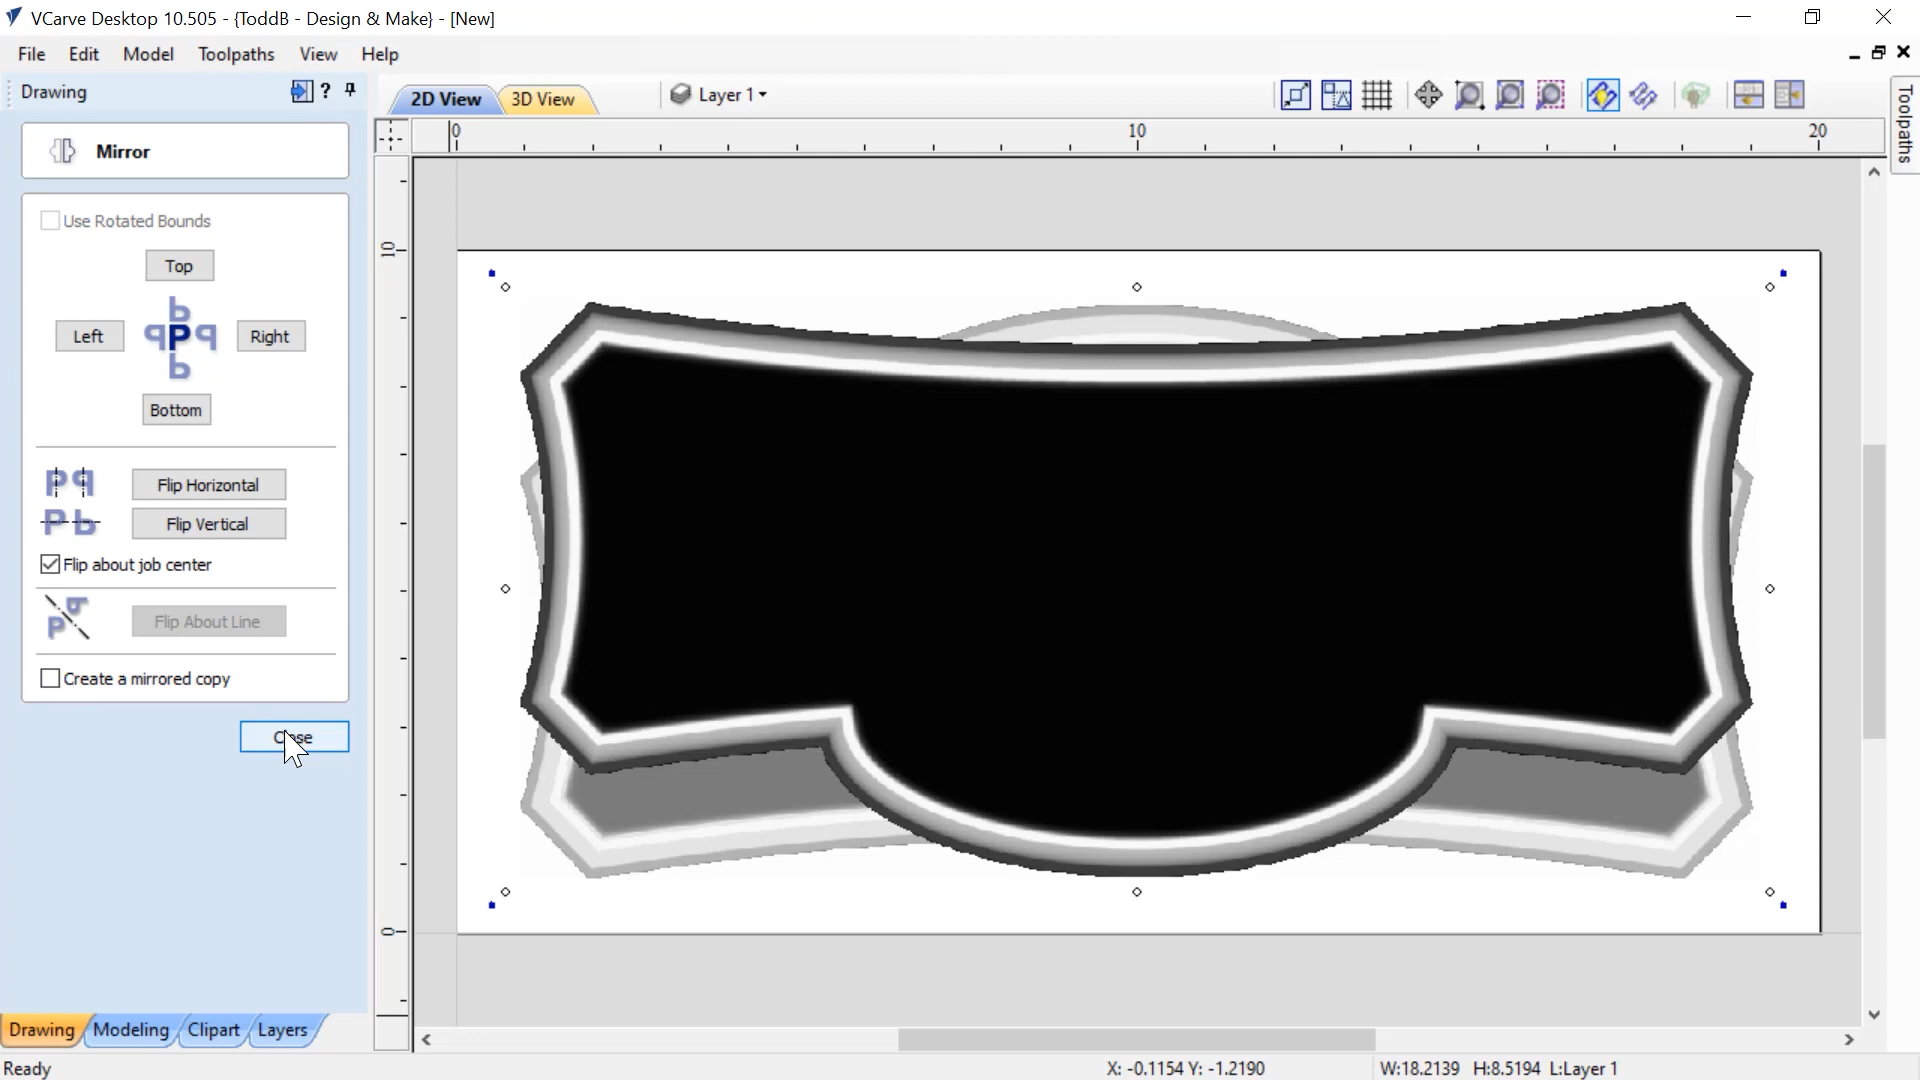 VCarve Desktop 10.505 - {ToddB - Design & Make} - [New]
File Edit Model Toolpaths View Help
Drawing
?
2D View 3D View Layer 1
Toolpaths
Mirror
0 10 20
Use Rotated Bounds
Top
Left P Right
Bottom
10
Flip Horizontal
Flip Vertical
Flip about job center
Flip About Line
Create a mirrored copy
Close
0
Drawing Modeling Clipart Layers
Ready X: -0.1154 Y: -1.2190 W:18.2139 H:8.5194 L:Layer 1